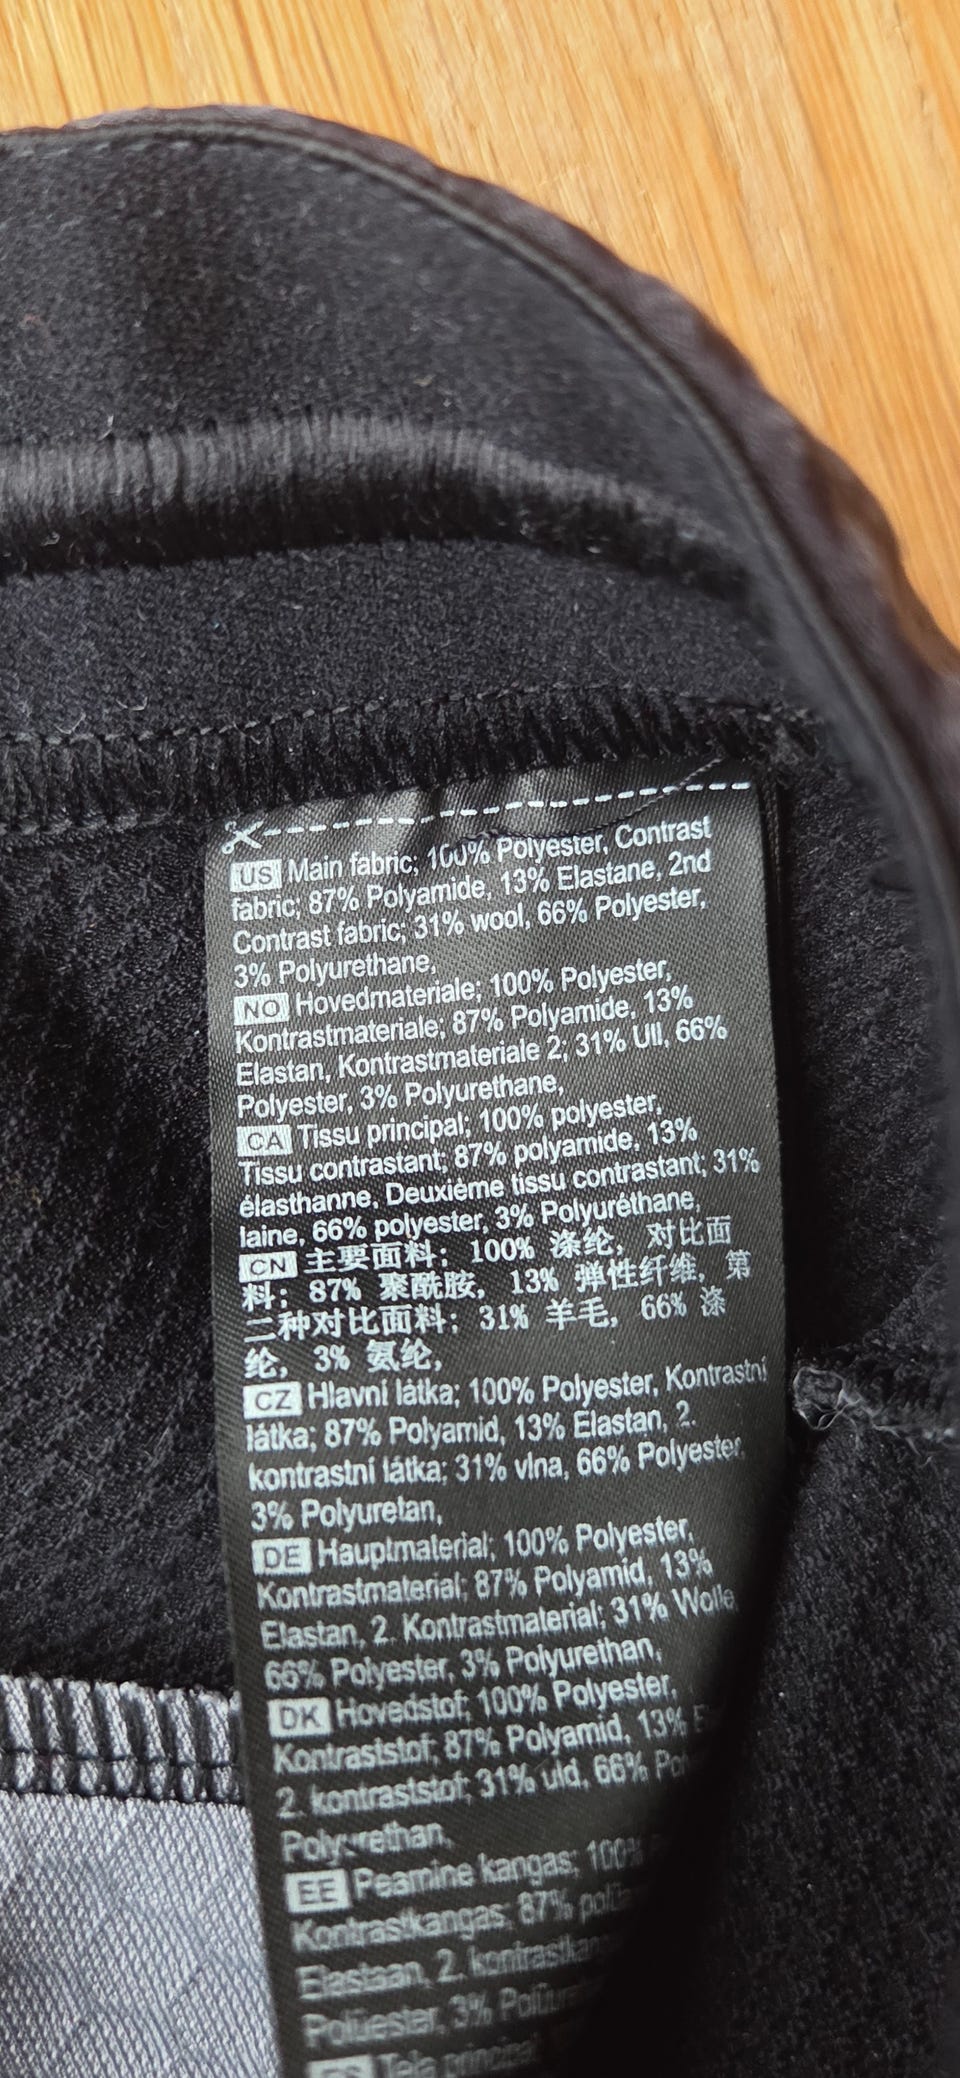 US Main fabric; 100% Polyester, Contrast
fabric; 87% Polyamide, 13% Elastane, 2nd
Contrast fabric; 31% wool, 66% Polyester,
3% Polyurethane,
NO Hovedmateriale; 100% Polyester,
Kontrastmateriale; 87% Polyamide, 13%
Elastan, Kontrastmateriale 2; 31% Ull, 66%
Polyester, 3% Polyurethane,
CA Tissu principal; 100% polyester,
Tissu contrastant; 87% polyamide, 13%
élasthanne, Deuxiéme tissu contrastant; 31%
laine, 66% polyester, 3% Polyuréthane,
CN 主要面料; 100% 涤纶, 对比面
料; 87% 聚酰胺, 13% 弹性纤维, 第
二种对比面料; 31% 羊毛, 66% 涤
纶, 3% 氨纶,
CZ Hlavní látka; 100% Polyester, Kontrastní
látka; 87% Polyamid, 13% Elastan, 2.
kontrastní látka; 31% vlna, 66% Polyester,
3% Polyuretan,
DE Hauptmaterial; 100% Polyester,
Kontrastmaterial; 87% Polyamid, 13%
Elastan, 2. Kontrastmaterial; 31% Wolle,
66% Polyester, 3% Polyurethan,
DK Hovedstof; 100% Polyester,
Kontraststof; 87% Polyamid, 13%
2. kontraststof; 31% uld, 66%
Polyurethan,
EE Peamine kangas; 100%
Kontrastkangas; 87%
Elastaan, 2.
Polüester, 3%
Tela principal